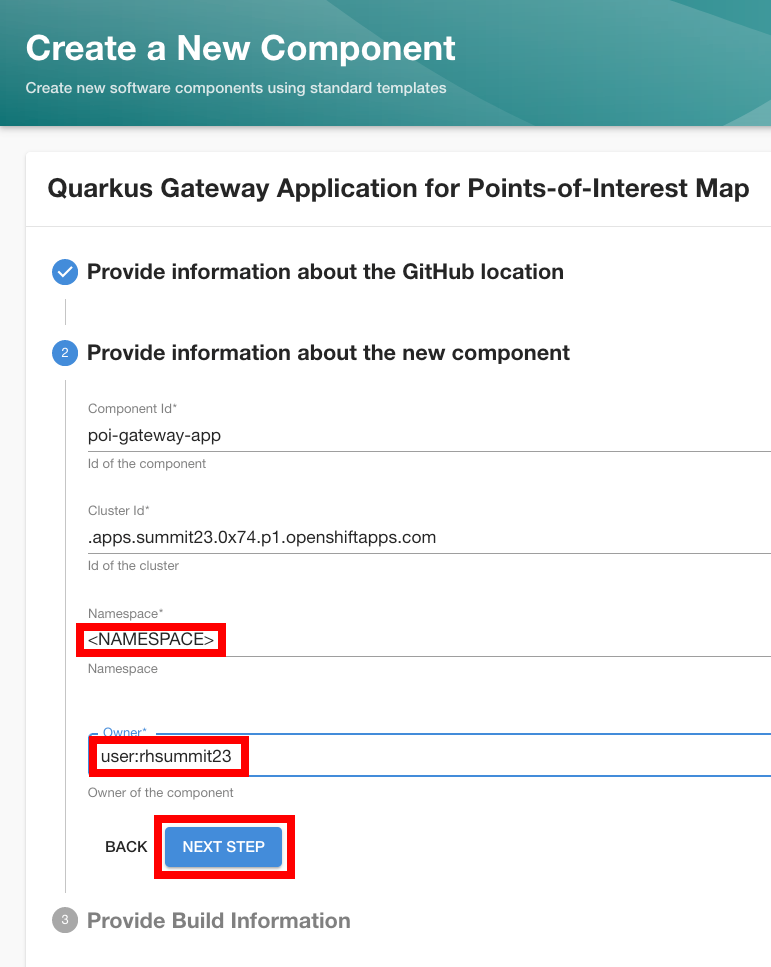 Create a New Component
Create new software components using standard templates
Quarkus Gateway Application for Points-of-Interest Map
Provide information about the GitHub location
2 Provide information about the new component
Component Id*
poi-gateway-app
Id of the component
Cluster Id*
.apps.summit23.0x74.p1.openshiftapps.com
Id of the cluster
Namespace*
<NAMESPACE>
Namespace
Owner*
user:rhsummit23
Owner of the component
BACK NEXT STEP
3 Provide Build Information